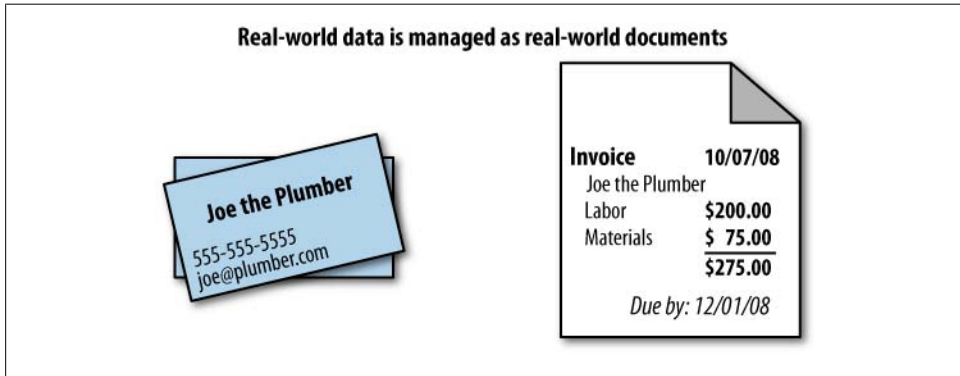 Real-world data is managed as real-world documents
Joe the Plumber
555-555-5555
joe@plumber.com
Invoice 10/07/08
Joe the Plumber
Labor $200.00
Materials $ 75.00
$275.00
Due by: 12/01/08